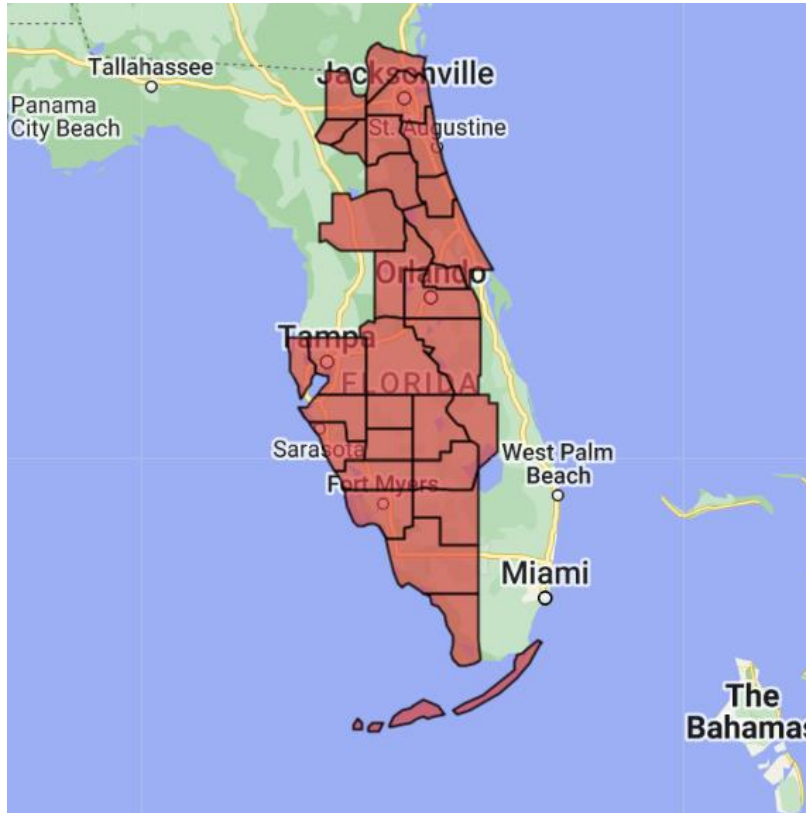 Tallahassee
Jacksonville
Panama
City Beach
St. Augustine
Orlando
Tampa
FLORIDA
Sarasota
West Palm
Beach
Fort Myers
Miami
The
Bahamas